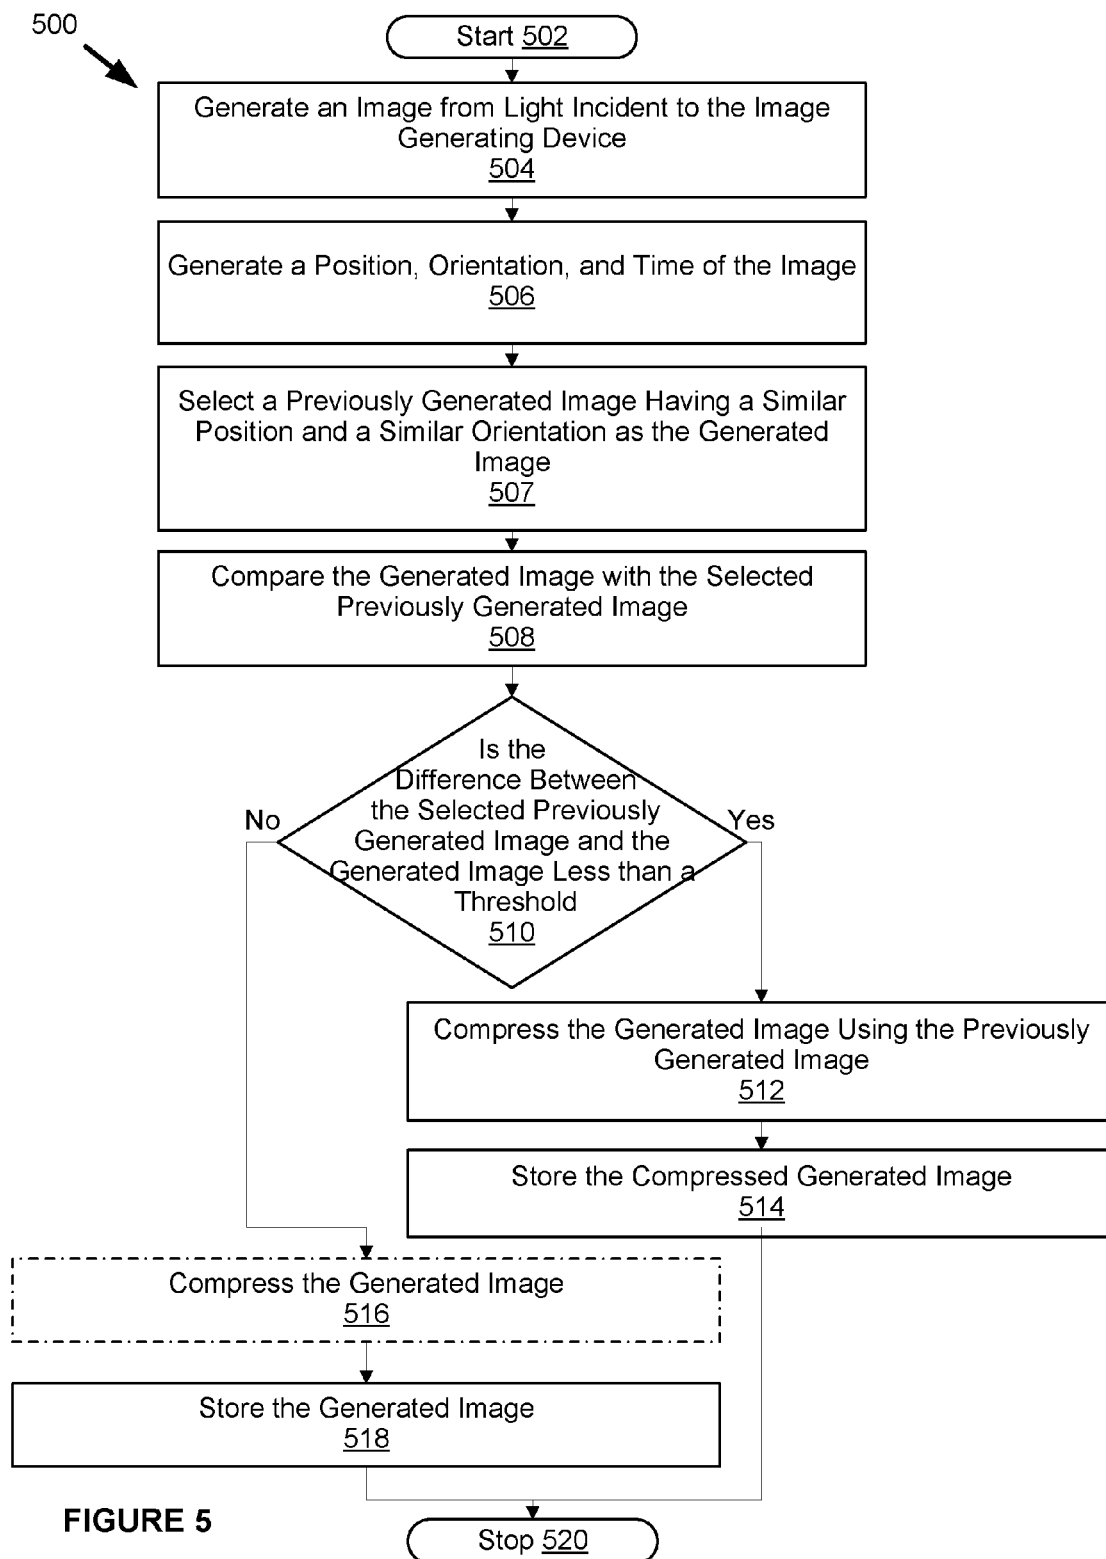 500
Start 502
Generate an Image from Light Incident to the Image
Generating Device
504
Generate a Position, Orientation, and Time of the Image
506
Select a Previously Generated Image Having a Similar
Position and a Similar Orientation as the Generated
Image
507
Compare the Generated Image with the Selected
Previously Generated Image
508
Is the
Difference Between
the Selected Previously
Generated Image and the
Generated Image Less than a
Threshold
510
No
Yes
Compress the Generated Image Using the Previously
Generated Image
512
Store the Compressed Generated Image
514
Compress the Generated Image
516
Store the Generated Image
518
FIGURE 5
Stop 520